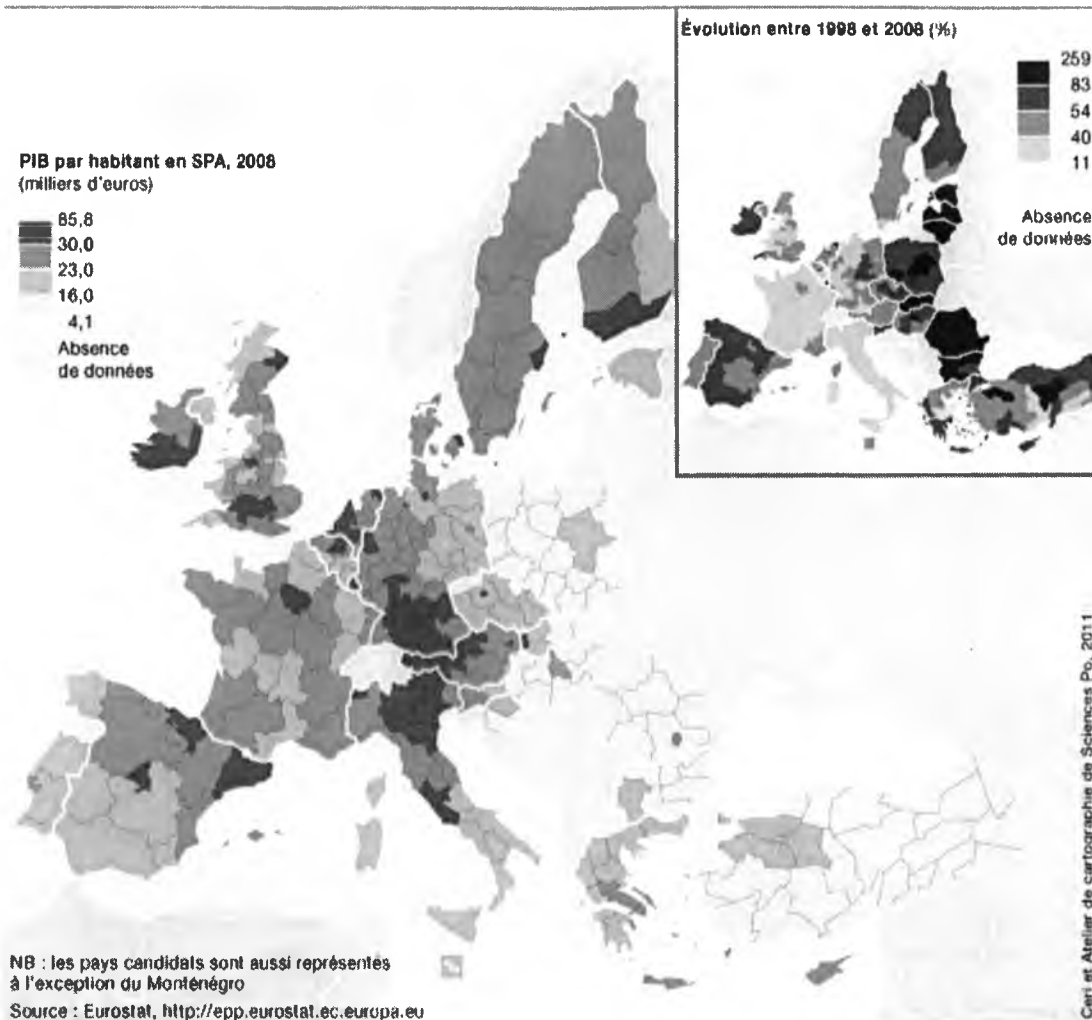 Évolution entre 1998 et 2008 (%)
259
83
54
40
11
Absence
de données
PIB par habitant en SPA, 2008
(milliers d'euros)
85,8
30,0
23,0
16,0
4,1
Absence
de données
NB : les pays candidats sont aussi représentés
à l'exception du Monténégro
Source : Eurostat, http://epp.eurostat.ec.europa.eu
Ceri et Atelier de cartographie de Sciences Po, 2011